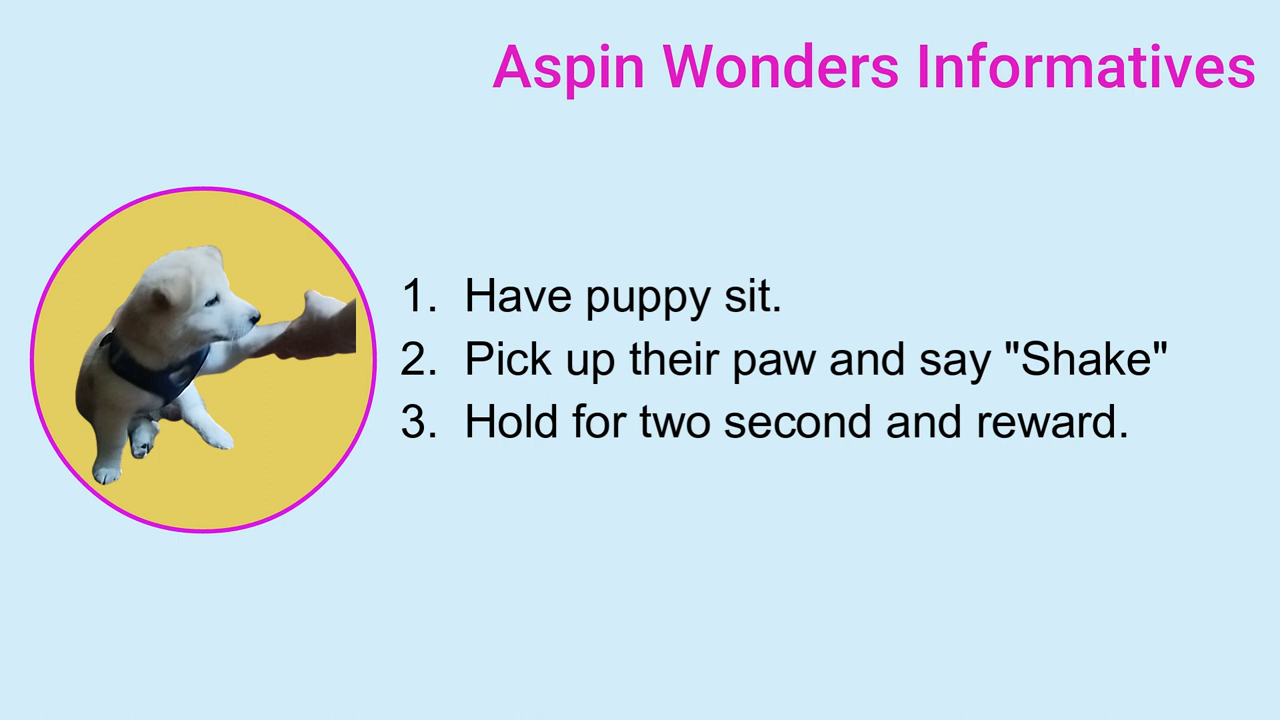 Aspin Wonders Informatives
1. Have puppy sit.
2. Pick up their paw and say "Shake"
3. Hold for two second and reward.